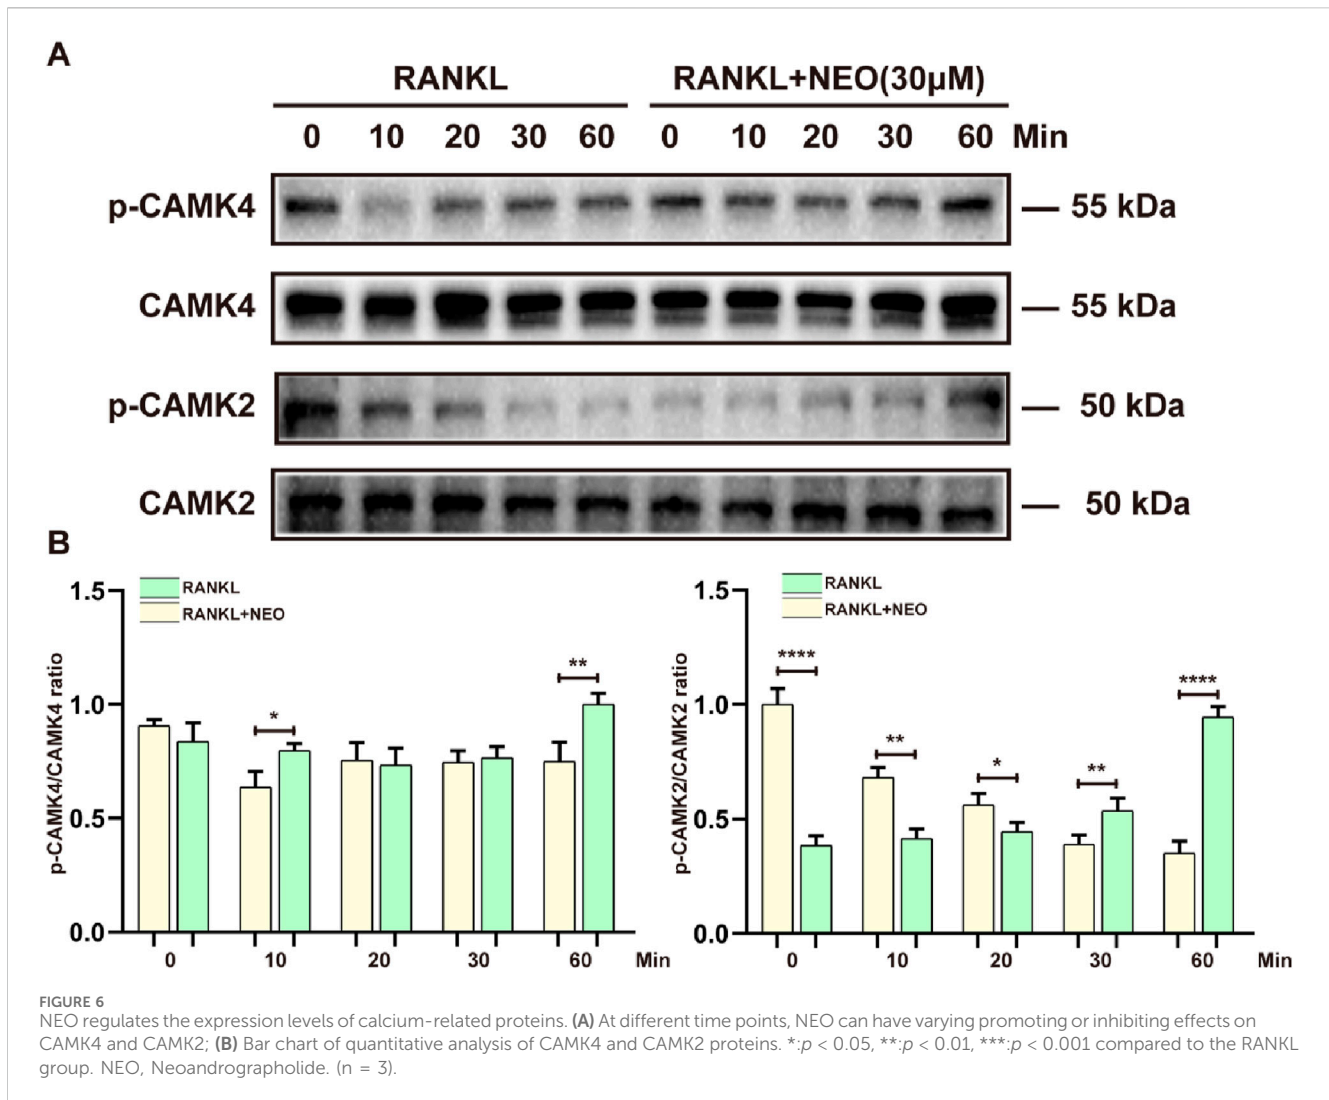 A
RANKL RANKL+NEO(30μM)
0 10 20 30 60 0 10 20 30 60 Min
p-CAMK4 55 kDa
CAMK4 55 kDa
p-CAMK2 50 kDa
CAMK2 50 kDa
B
RANKL
RANKL+NEO
p-CAMK4/CAMK4 ratio
1.5
1.0
0.5
0.0
* **
0 10 20 30 60 Min
RANKL
RANKL+NEO
p-CAMK2/CAMK2 ratio
1.5
1.0
0.5
0.0
**** ** * ** ****
0 10 20 30 60 Min
FIGURE 6
NEO regulates the expression levels of calcium-related proteins. (A) At different time points, NEO can have varying promoting or inhibiting effects on
CAMK4 and CAMK2; (B) Bar chart of quantitative analysis of CAMK4 and CAMK2 proteins. *:p < 0.05, **:p < 0.01, ***:p < 0.001 compared to the RANKL
group. NEO, Neoandrographolide. (n = 3).